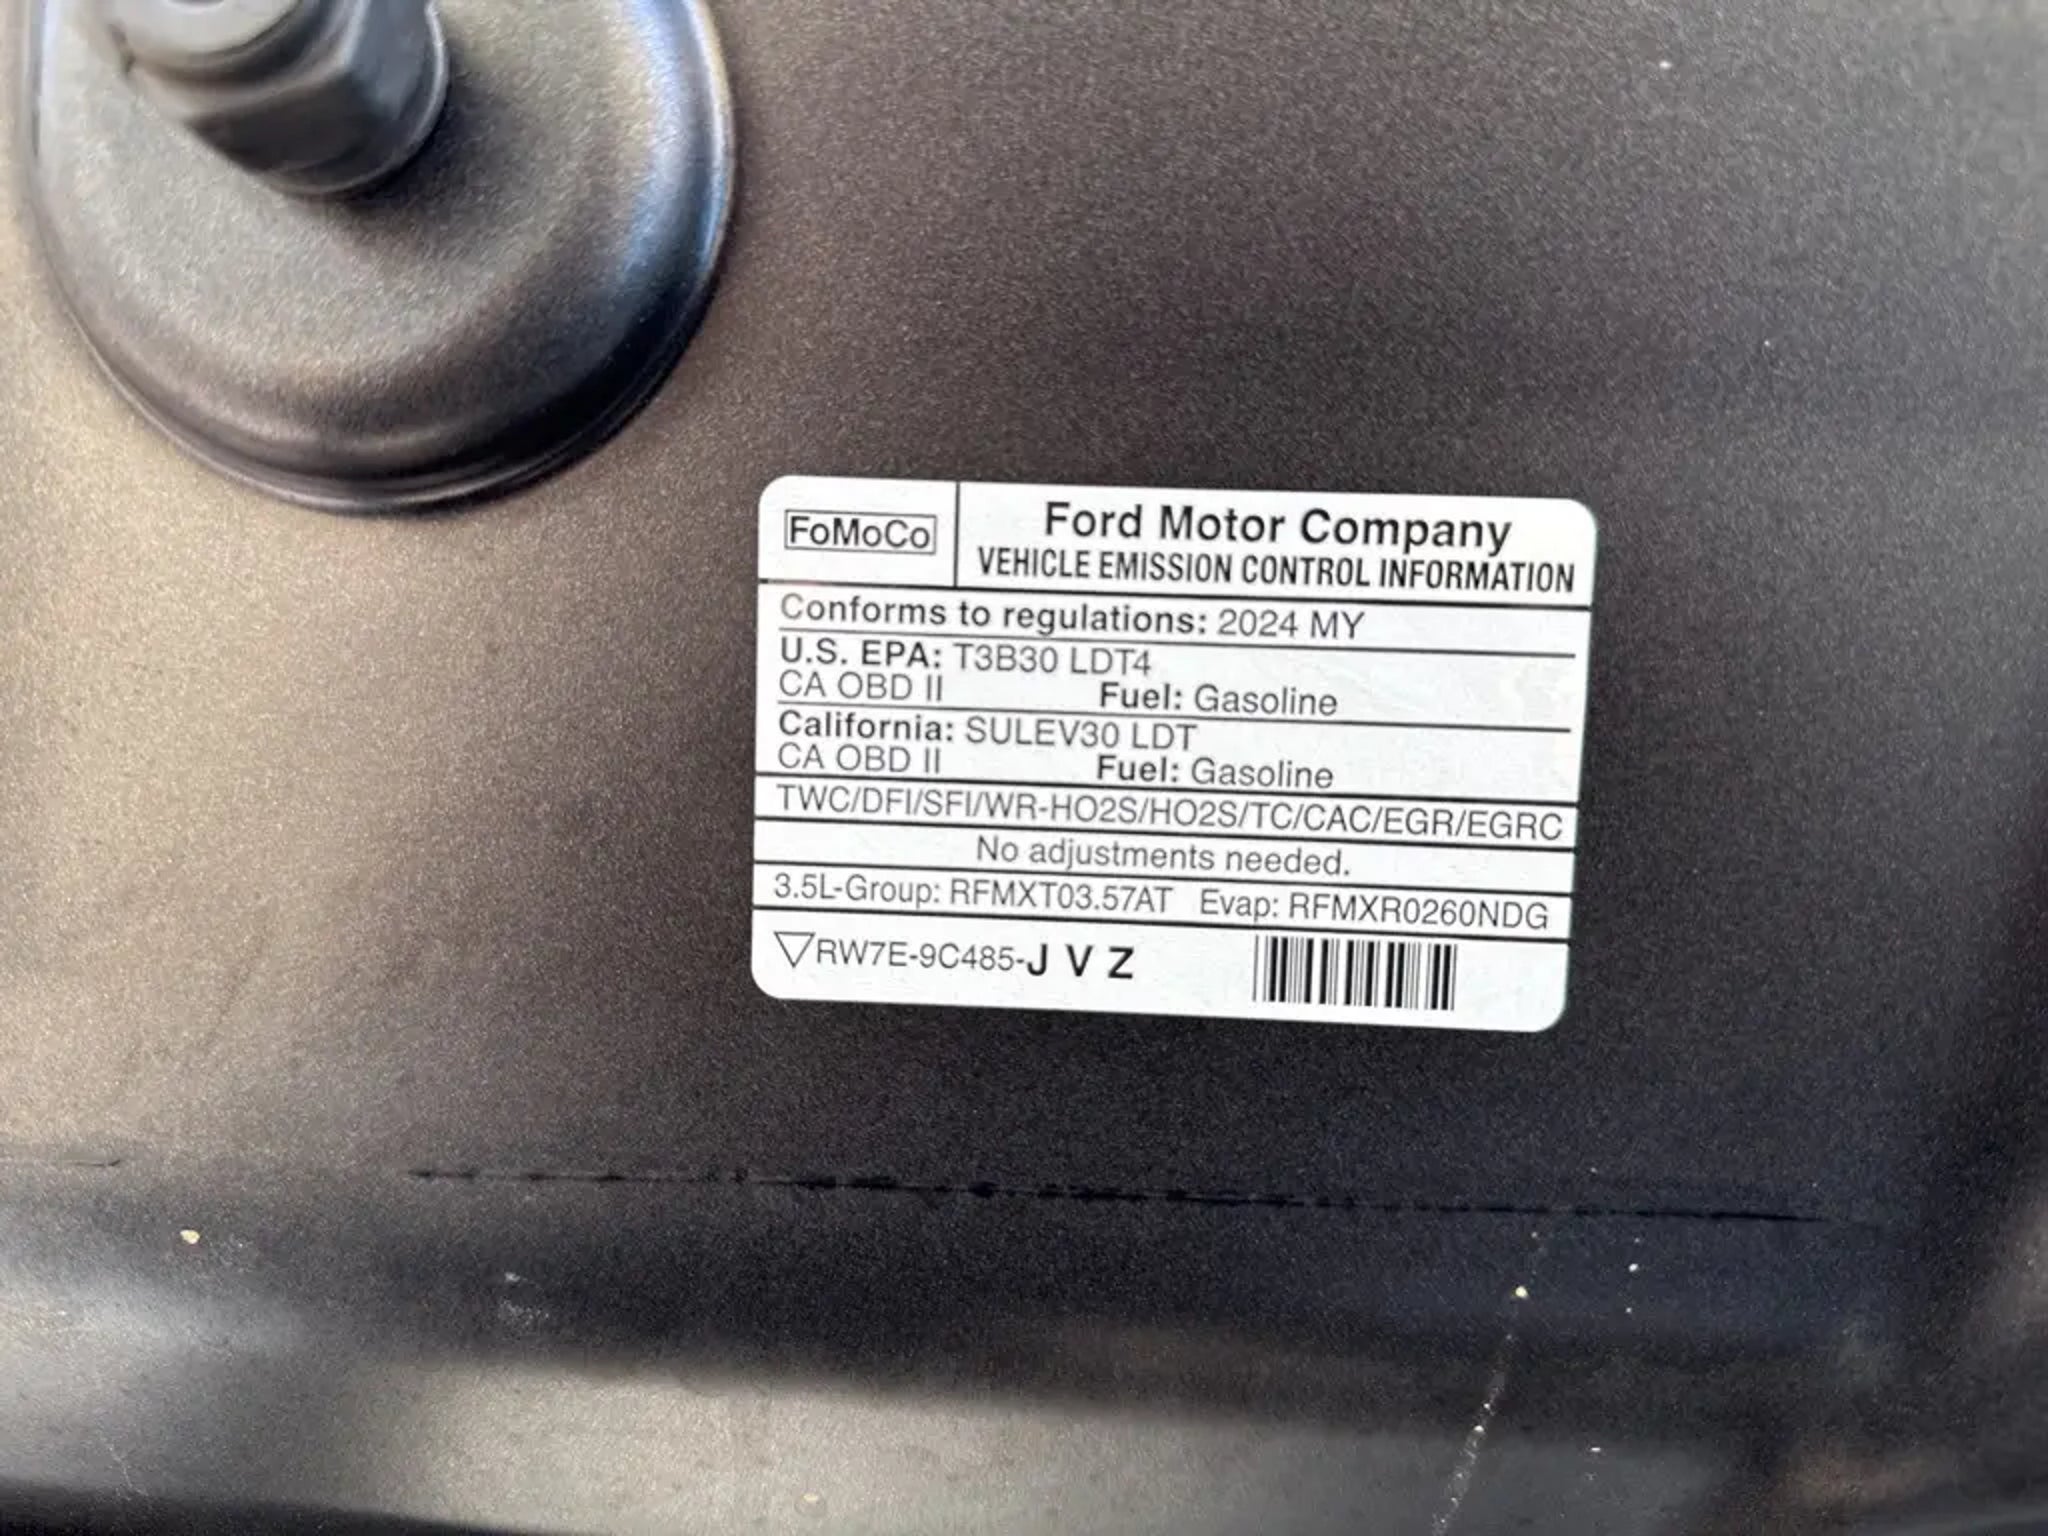 FoMoCo
Ford Motor Company
VEHICLE EMISSION CONTROL INFORMATION
Conforms to regulations: 2024 MY
U.S. EPA: T3B30 LDT4
CA OBD II Fuel: Gasoline
California: SULEV30 LDT
CA OBD II Fuel: Gasoline
TWC/DFI/SFI/WR-HO2S/HO2S/TC/CAC/EGR/EGRC
No adjustments needed.
3.5L-Group: RFMXT03.57AT Evap: RFMXR0260NDG
RW7E-9C485-J V Z